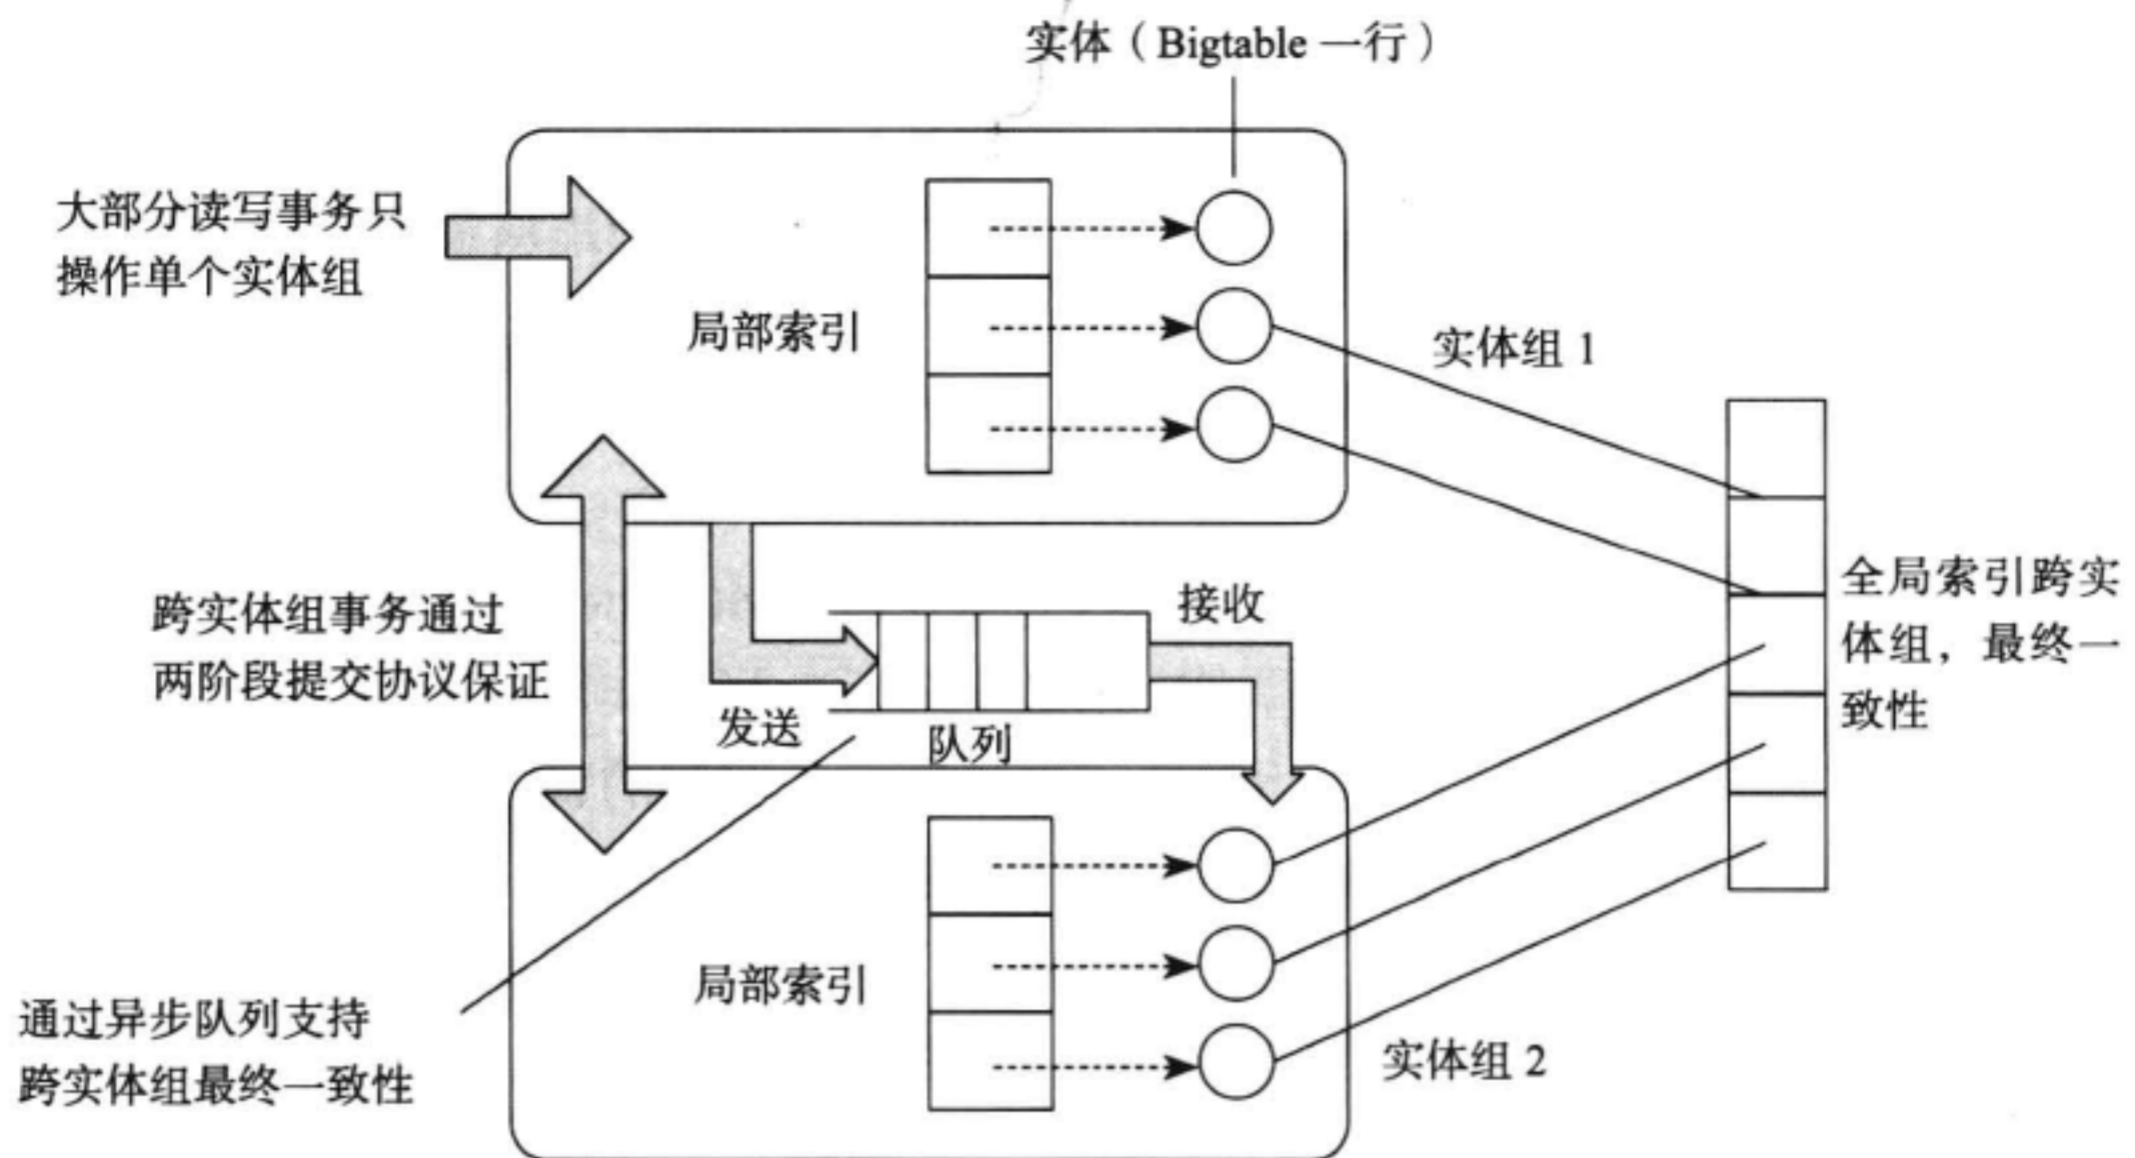 实体（Bigtable 一行）
大部分读写事务只
操作单个实体组
局部索引
实体组 1
跨实体组事务通过
两阶段提交协议保证
接收
发送
队列
全局索引跨实
体组，最终一
致性
局部索引
通过异步队列支持
跨实体组最终一致性
实体组 2